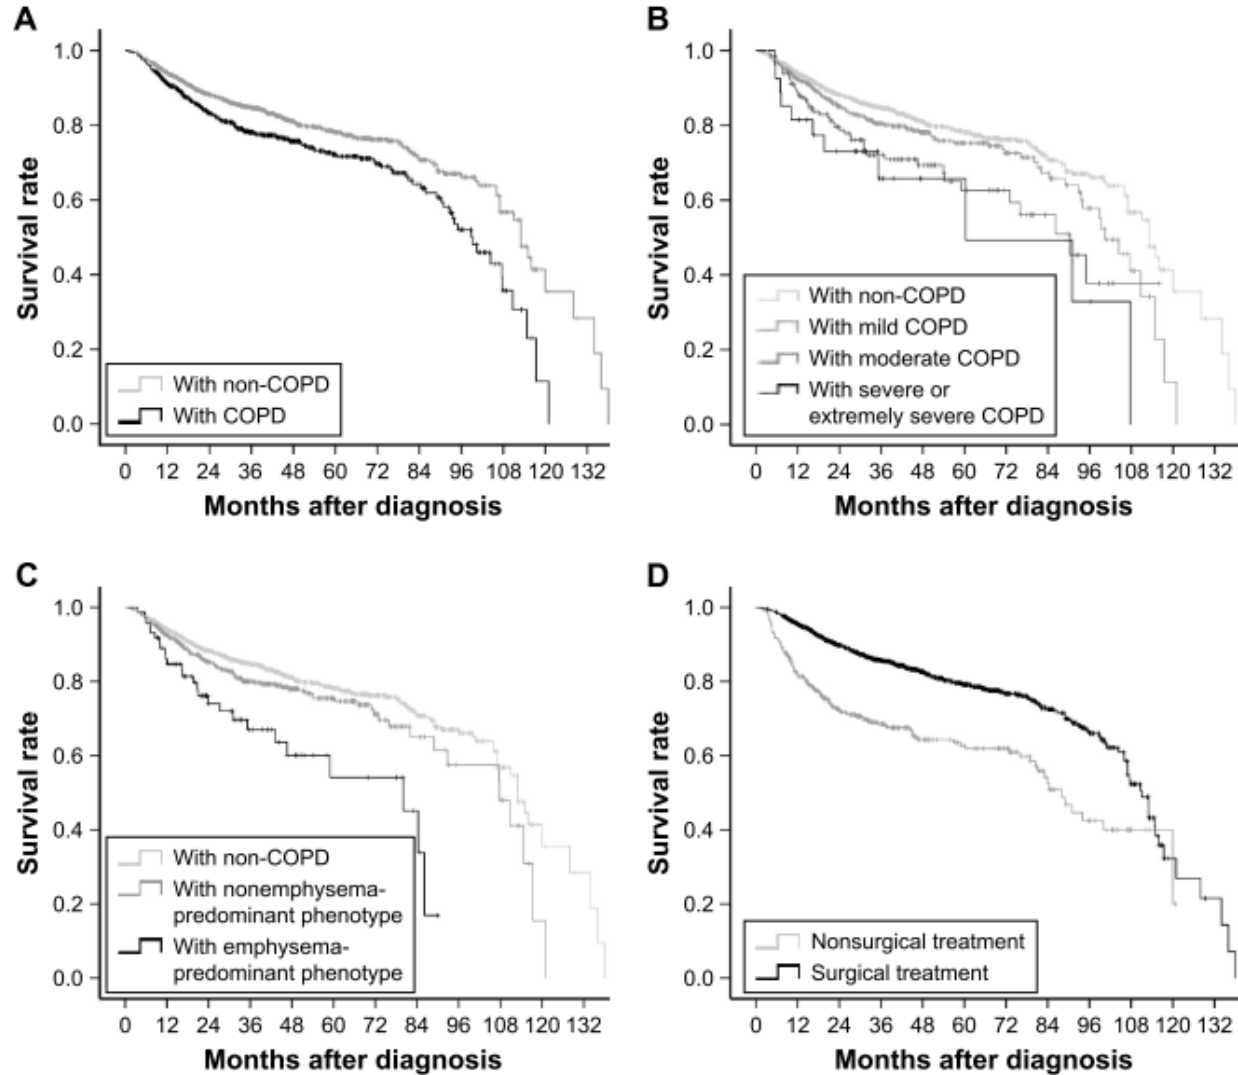 A
Survival rate
1.0
0.8
0.6
0.4
0.2
0.0
With non-COPD
With COPD
0 12 24 36 48 60 72 84 96 108 120 132
Months after diagnosis
B
Survival rate
1.0
0.8
0.6
0.4
0.2
0.0
With non-COPD
With mild COPD
With moderate COPD
With severe or
extremely severe COPD
0 12 24 36 48 60 72 84 96 108 120 132
Months after diagnosis
C
Survival rate
1.0
0.8
0.6
0.4
0.2
0.0
With non-COPD
With nonemphysema-
predominant phenotype
With emphysema-
predominant phenotype
0 12 24 36 48 60 72 84 96 108 120 132
Months after diagnosis
D
Survival rate
1.0
0.8
0.6
0.4
0.2
0.0
Nonsurgical treatment
Surgical treatment
0 12 24 36 48 60 72 84 96 108 120 132
Months after diagnosis